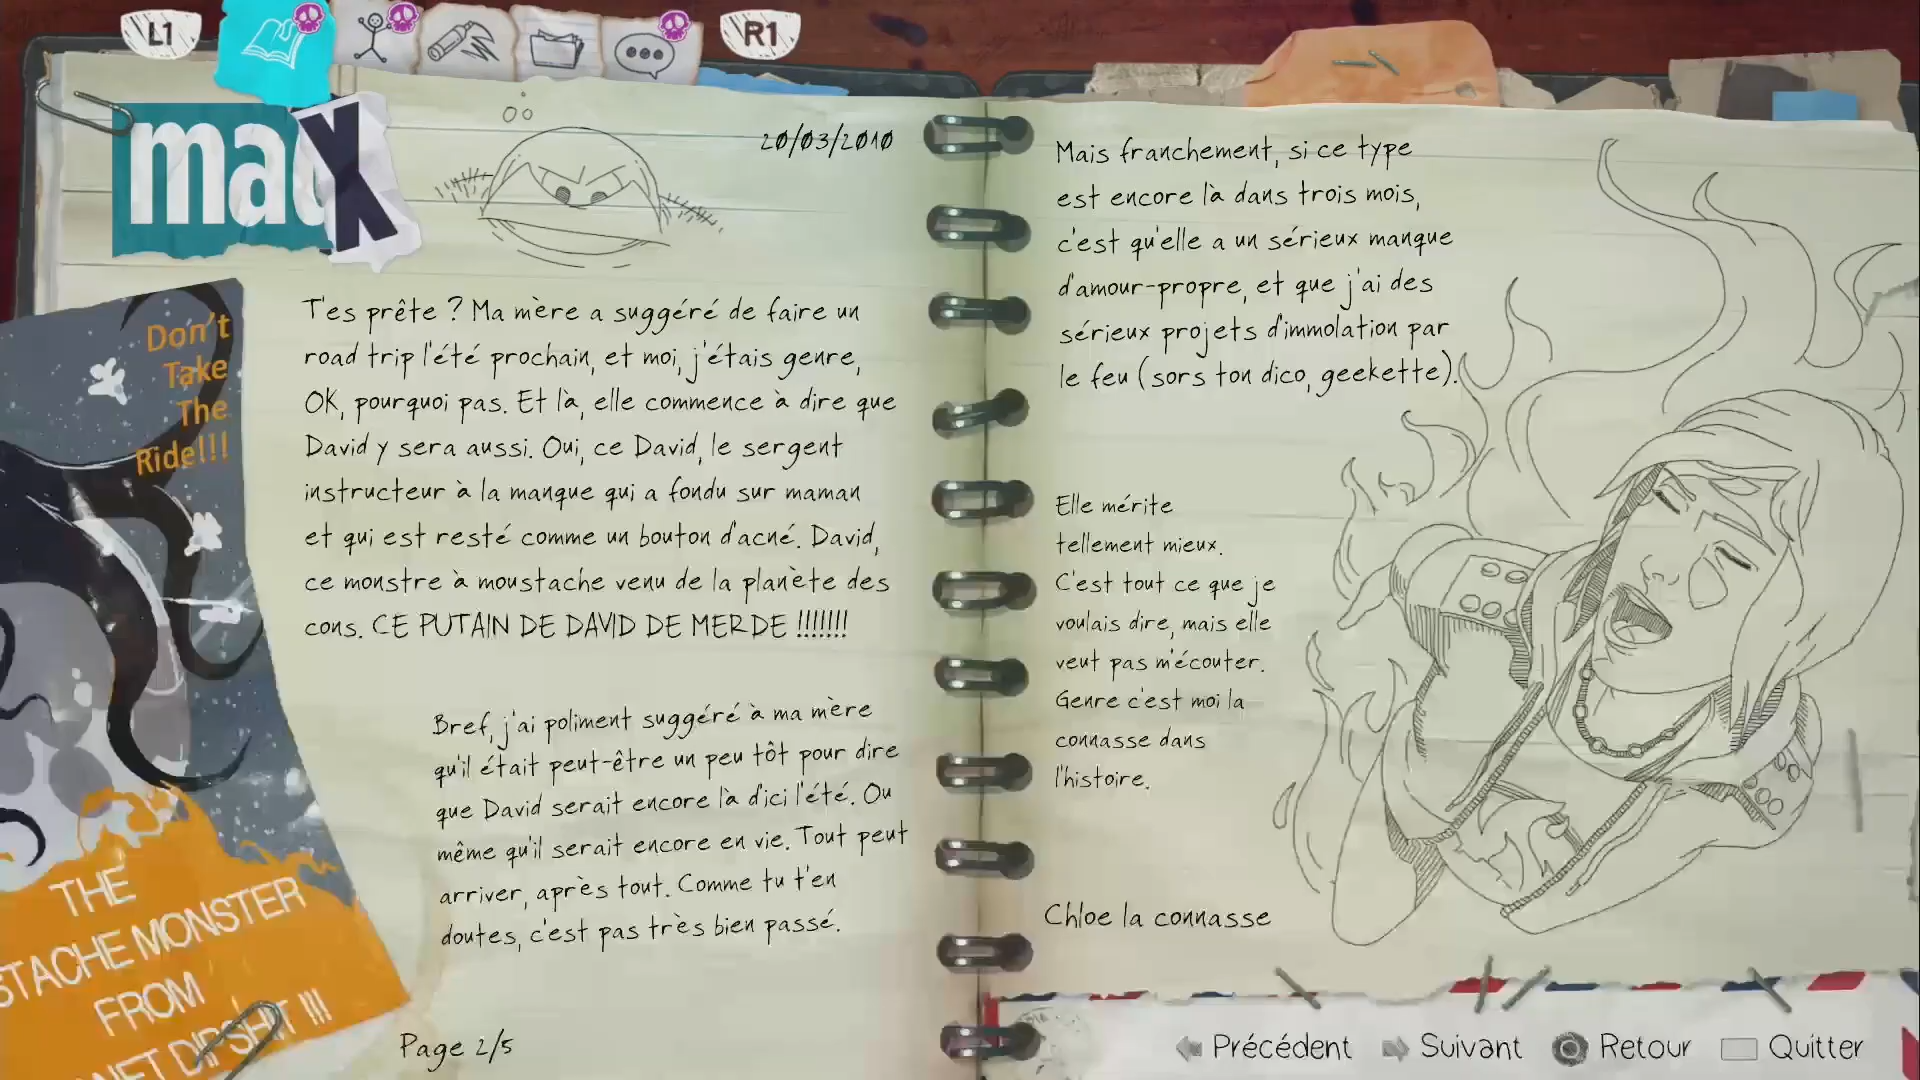 L1
R1
mad
X
20/03/2010
Don't
Take
The
Ride!!!
T'es prête ? Ma mère a suggéré de faire un
road trip l'été prochain, et moi, j'étais genre,
OK, pourquoi pas. Et là, elle commence à dire que
David y sera aussi. Oui, ce David, le sergent
instructeur à la manque qui a fondu sur maman
et qui est resté comme un bouton d'acné. David,
ce monstre à moustache venu de la planète des
cons. CE PUTAIN DE DAVID DE MERDE !!!!!!!
Bref, j'ai poliment suggéré à ma mère
qu'il était peut-être un peu tôt pour dire
que David serait encore là d'ici l'été. Ou
même qu'il serait encore en vie. Tout peut
arriver, après tout. Comme tu t'en
doutes, c'est pas très bien passé.
THE
STACHE MONSTER
FROM
NET DIPSHIT !!!
Page 2/5
Mais franchement, si ce type
est encore là dans trois mois,
c'est qu'elle a un sérieux manque
d'amour-propre, et que j'ai des
sérieux projets d'immolation par
le feu (sors ton dico, geekette).
Elle mérite
tellement mieux.
C'est tout ce que je
voulais dire, mais elle
veut pas m'écouter.
Genre c'est moi la
connasse dans
l'histoire.
Chloe la connasse
Précédent Suivant Retour Quitter